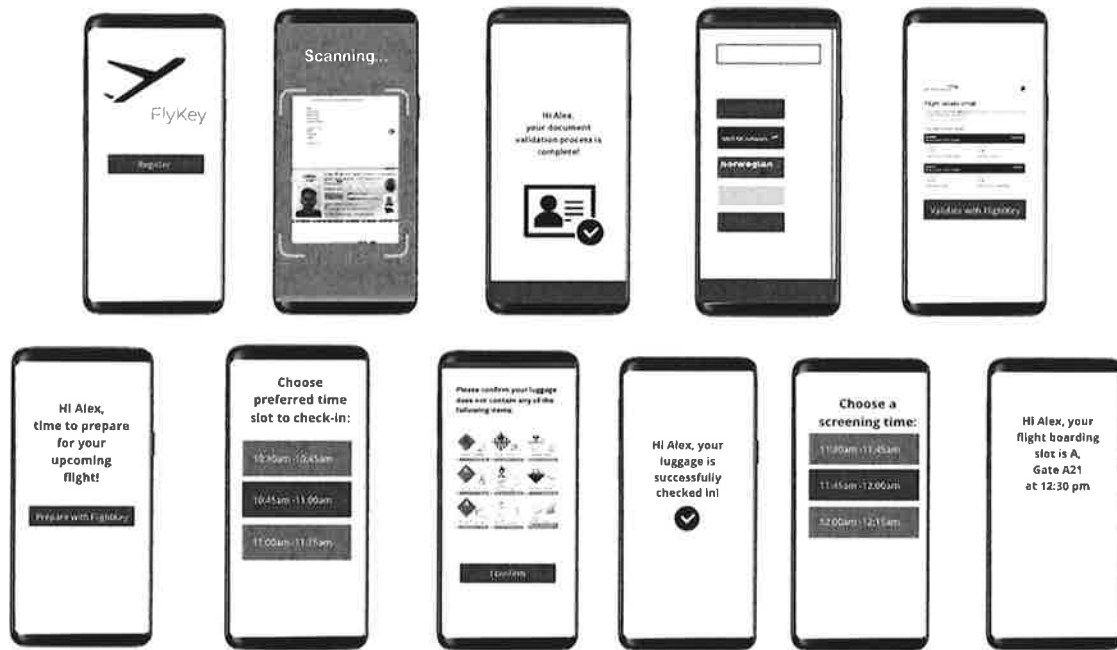 FlyKey
Register
Scanning...
Hi Alex,
your document
validation process is
complete!
norwegian
Validate with FlightKey
Hi Alex,
time to prepare
for your
upcoming
flight!
Prepare with FlightKey
Choose
preferred time
slot to check-in:
10:30am -10:45am
10:45am -11:00am
11:00am -11:15am
Please confirm your luggage
does not contain any of the
following items:
I confirm
Hi Alex, your
luggage is
successfully
checked in!
Choose a
screening time:
11:30am -11:45am
11:45am -12:00am
12:00am -12:15am
Hi Alex, your
flight boarding
slot is A,
Gate A21
at 12:30 pm